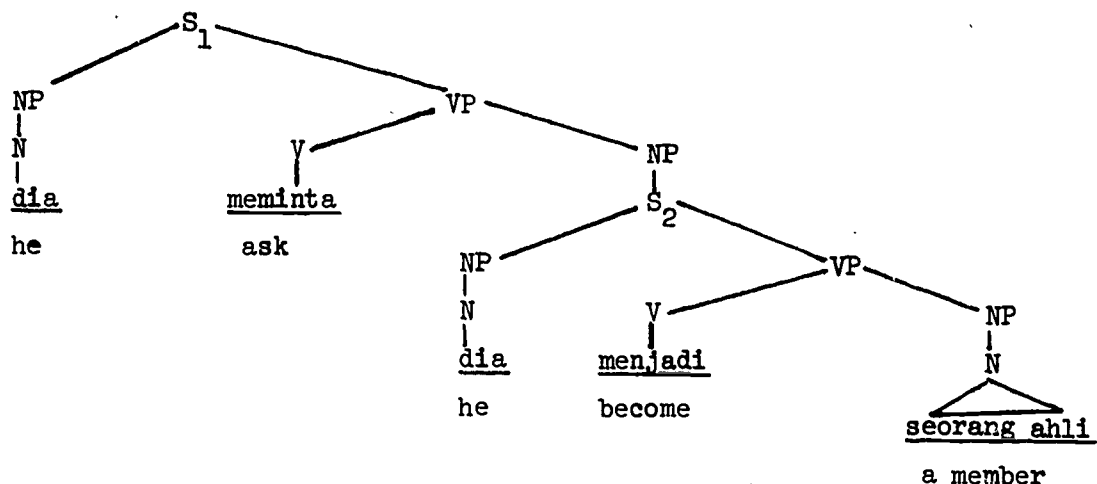 S1
NP VP
N V NP
dia meminta S2
he ask
NP VP
N V NP
dia menjadi N
he become
seorang ahli
a member